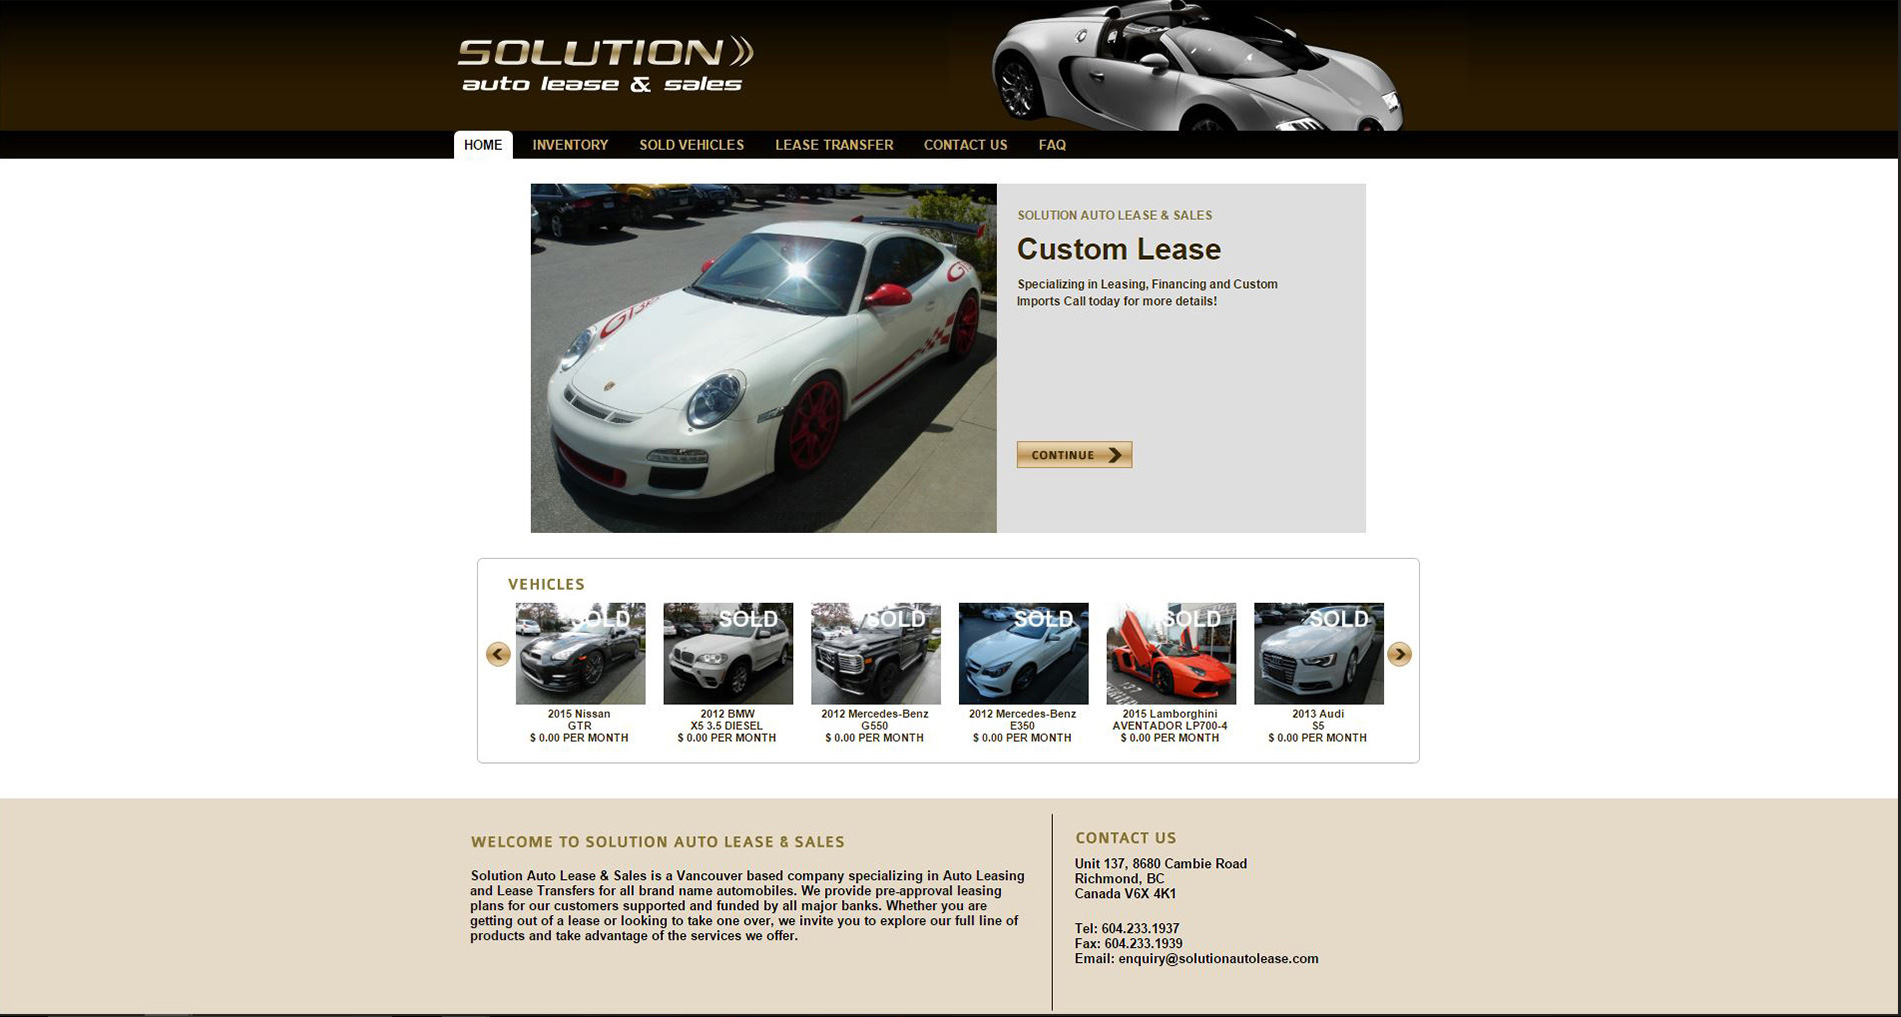 SOLUTION
auto lease & sales
HOME INVENTORY SOLD VEHICLES LEASE TRANSFER CONTACT US FAQ
GT3
SOLUTION AUTO LEASE & SALES
Custom Lease
Specializing in Leasing, Financing and Custom
Imports Call today for more details!
CONTINUE
VEHICLES
SOLD
2015 Nissan
GTR
$ 0.00 PER MONTH
SOLD
2012 BMW
X5 3.5 DIESEL
$ 0.00 PER MONTH
SOLD
2012 Mercedes-Benz
G550
$ 0.00 PER MONTH
SOLD
2012 Mercedes-Benz
E350
$ 0.00 PER MONTH
SOLD
2015 Lamborghini
AVENTADOR LP700-4
$ 0.00 PER MONTH
SOLD
2013 Audi
S5
$ 0.00 PER MONTH
WELCOME TO SOLUTION AUTO LEASE & SALES
Solution Auto Lease & Sales is a Vancouver based company specializing in Auto Leasing
and Lease Transfers for all brand name automobiles. We provide pre-approval leasing
plans for our customers supported and funded by all major banks. Whether you are
getting out of a lease or looking to take one over, we invite you to explore our full line of
products and take advantage of the services we offer.
CONTACT US
Unit 137, 8680 Cambie Road
Richmond, BC
Canada V6X 4K1
Tel: 604.233.1937
Fax: 604.233.1939
Email: enquiry@solutionautolease.com